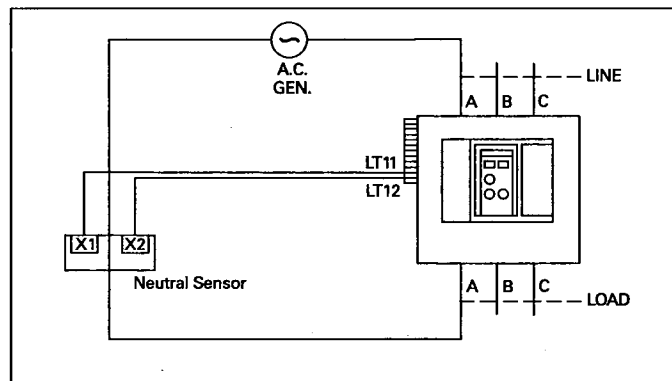 A.C.
GEN.
LINE
A B C
LT11
LT12
X1 X2
Neutral Sensor
A B C
LOAD